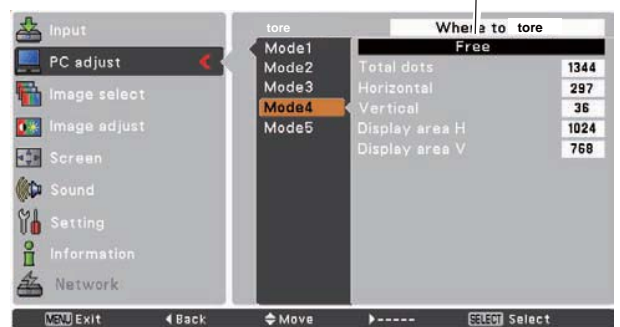 Input
PC adjust
Image select
Image adjust
Screen
Sound
Setting
Information
Network
tore
Mode1
Mode2
Mode3
Mode4
Mode5
Where to tore
Free
Total dots 1344
Horizontal 297
Vertical 36
Display area H 1024
Display area V 768
MENU Exit Back Move ----- SELECT Select